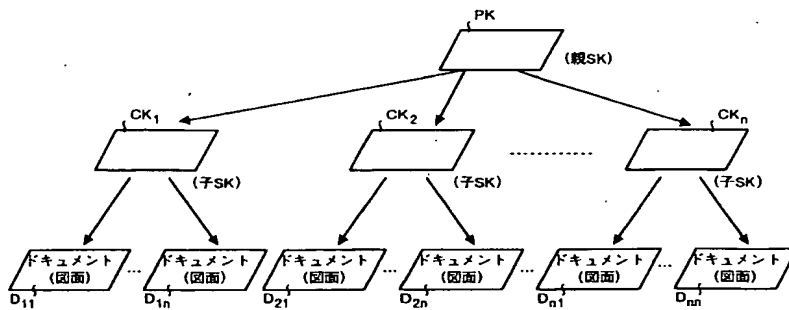 PK
(親SK)
CK1 CK2 CKn
(子SK) (子SK) (子SK)
ドキュメント ドキュメント ドキュメント ドキュメント ドキュメント ドキュメント
(図面) ... (図面) (図面) ... (図面) ... (図面) ... (図面)
D11 D1n D21 D2n Dn1 Dnn